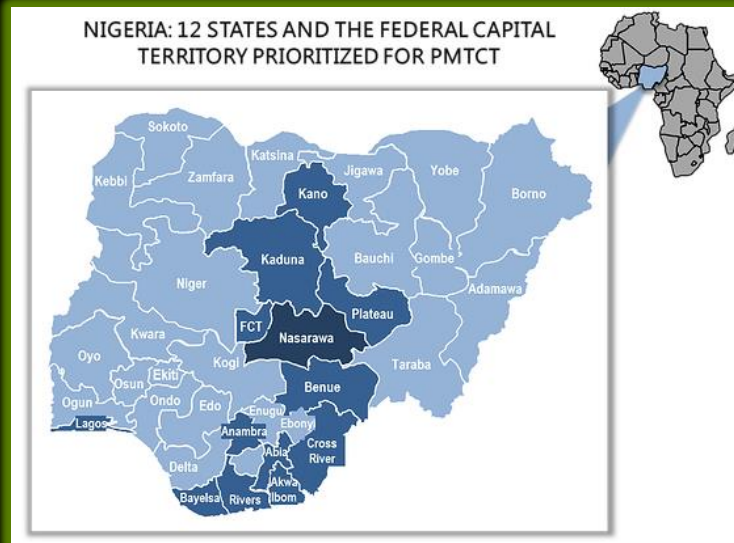 NIGERIA: 12 STATES AND THE FEDERAL CAPITAL
TERRITORY PRIORITIZED FOR PMTCT
Sokoto
Katsina
Kebbi
Zamfara
Kano
Jigawa
Yobe
Borno
Kaduna
Bauchi
Gombe
Niger
Adamawa
FCT
Plateau
Nasarawa
Kwara
Taraba
Oyo
Kogi
Osun
Ekiti
Benue
Ogun
Ondo
Edo
Enugu
Lagos
Anambra
Ebonyi
Cross
River
Abia
Delta
Akwa
Ibom
Bayelsa
Rivers